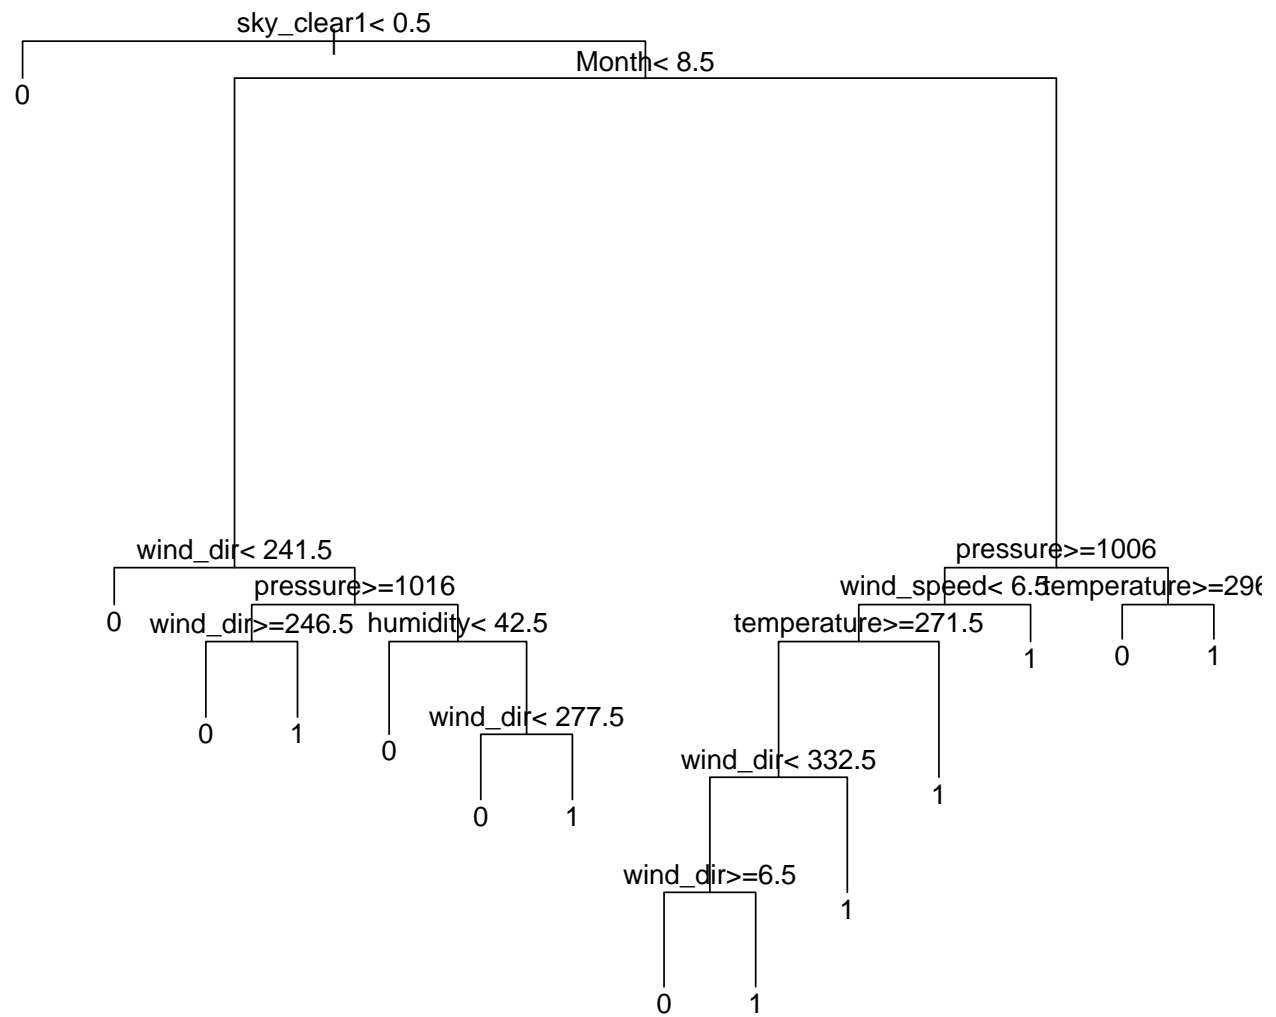 sky_clear1< 0.5
Month< 8.5
0
wind_dir< 241.5
pressure>=1006
pressure>=1016
wind_speed< 6.5
temperature>=296
0
wind_dir>=246.5
humidity< 42.5
temperature>=271.5
1
0
1
0
1
0
wind_dir< 277.5
wind_dir< 332.5
1
0
1
wind_dir>=6.5
1
0
1